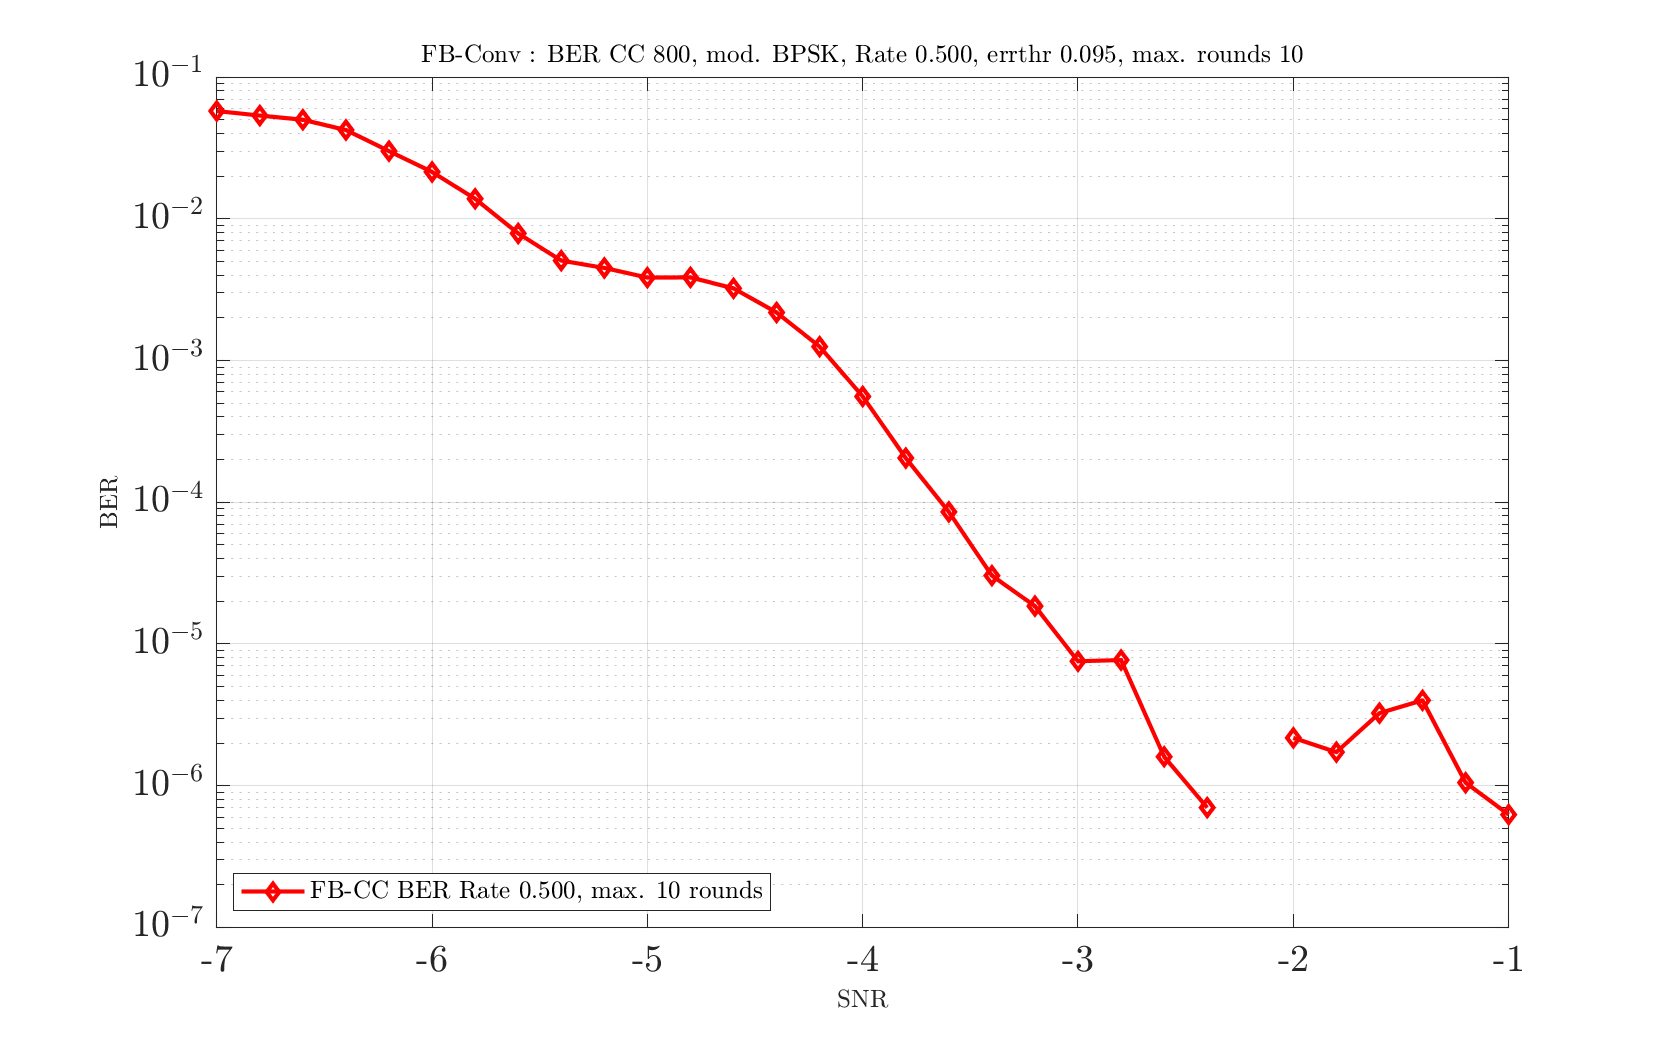 FB-Conv : BER CC 800, mod. BPSK, Rate 0.500, errthr 0.095, max. rounds 10
10^{-1}
10^{-2}
10^{-3}
10^{-4}
10^{-5}
10^{-6}
10^{-7}
BER
FB-CC BER Rate 0.500, max. 10 rounds
-7 -6 -5 -4 -3 -2 -1
SNR